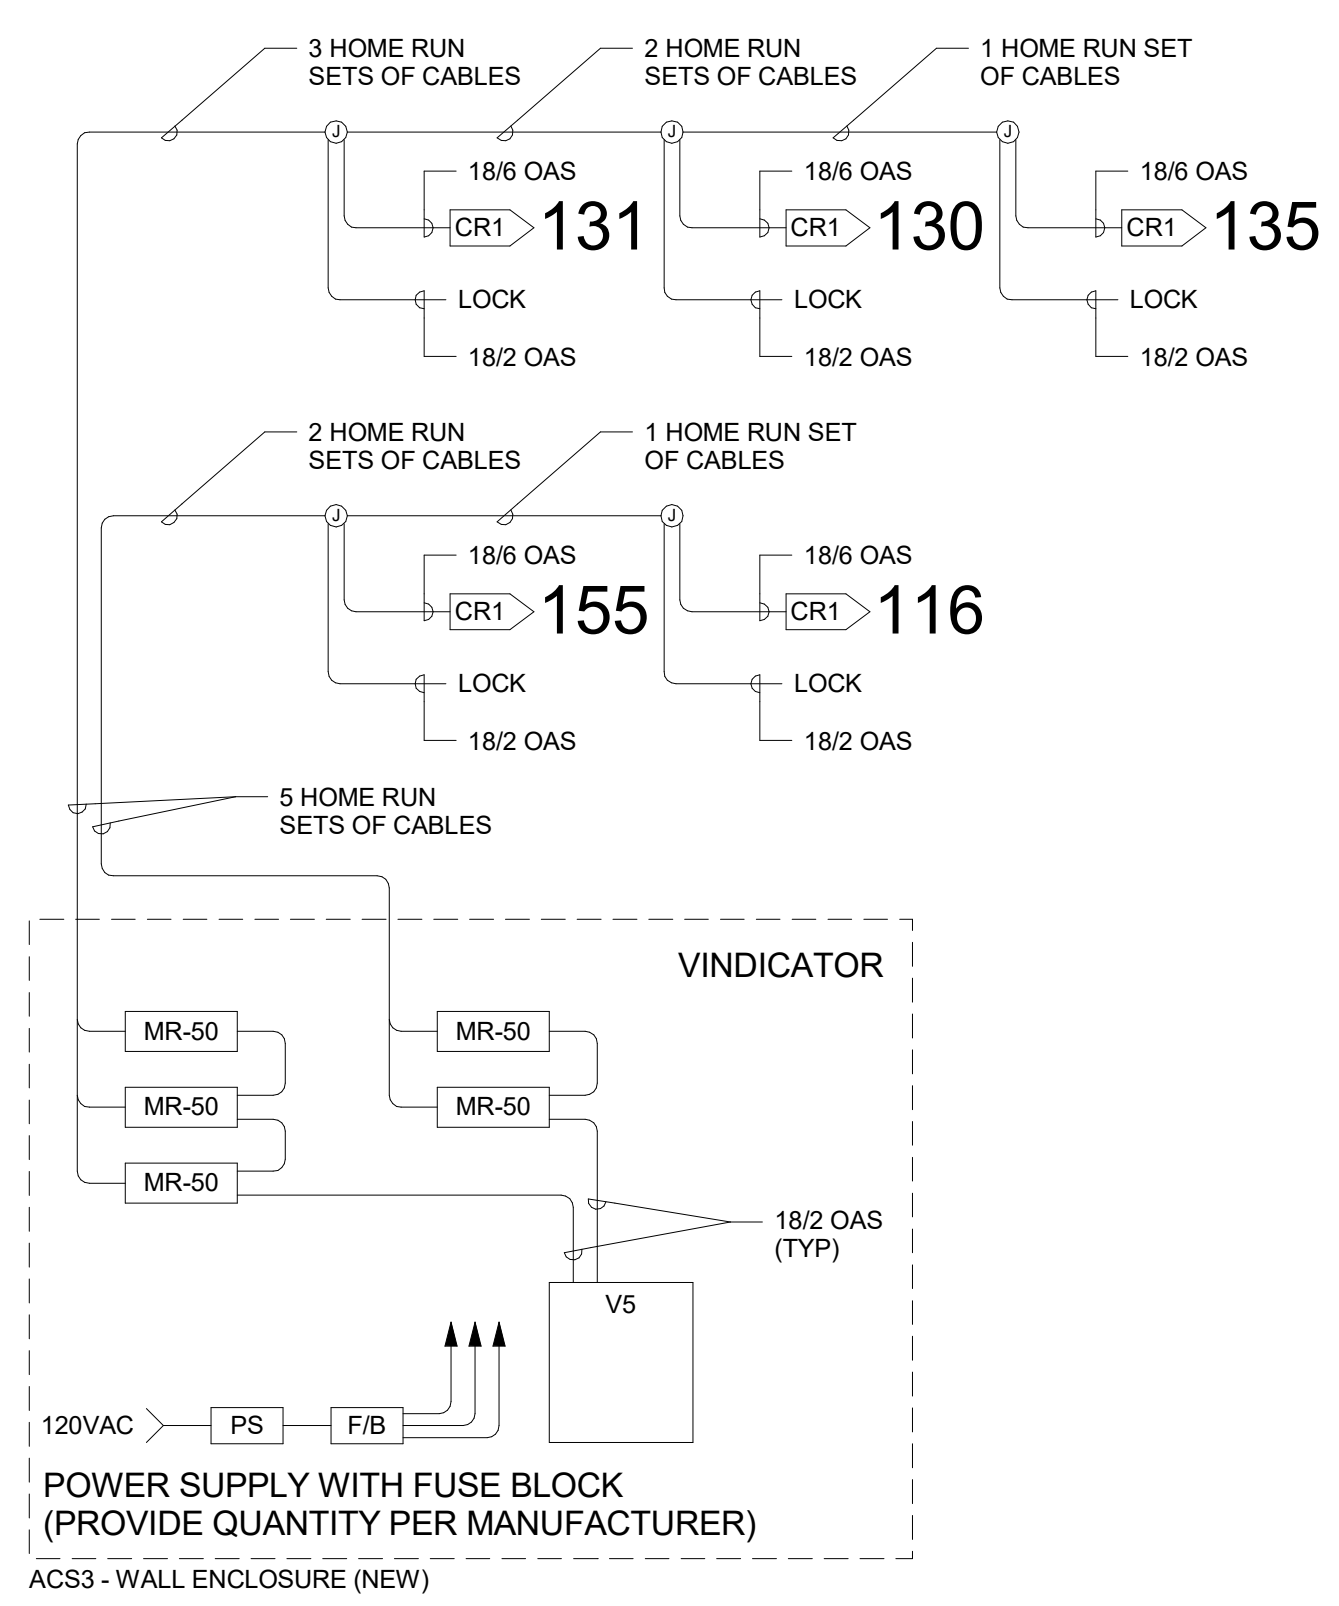 3 HOME RUN
SETS OF CABLES
2 HOME RUN
SETS OF CABLES
1 HOME RUN SET
OF CABLES
J
J
J
18/6 OAS
18/6 OAS
18/6 OAS
CR1
131
CR1
130
CR1
135
LOCK
LOCK
LOCK
18/2 OAS
18/2 OAS
18/2 OAS
2 HOME RUN
SETS OF CABLES
1 HOME RUN SET
OF CABLES
J
J
18/6 OAS
18/6 OAS
CR1
155
CR1
116
LOCK
LOCK
18/2 OAS
18/2 OAS
5 HOME RUN
SETS OF CABLES
VINDICATOR
MR-50
MR-50
MR-50
MR-50
MR-50
18/2 OAS
(TYP)
V5
120VAC
PS
F/B
POWER SUPPLY WITH FUSE BLOCK
(PROVIDE QUANTITY PER MANUFACTURER)
ACS3 - WALL ENCLOSURE (NEW)